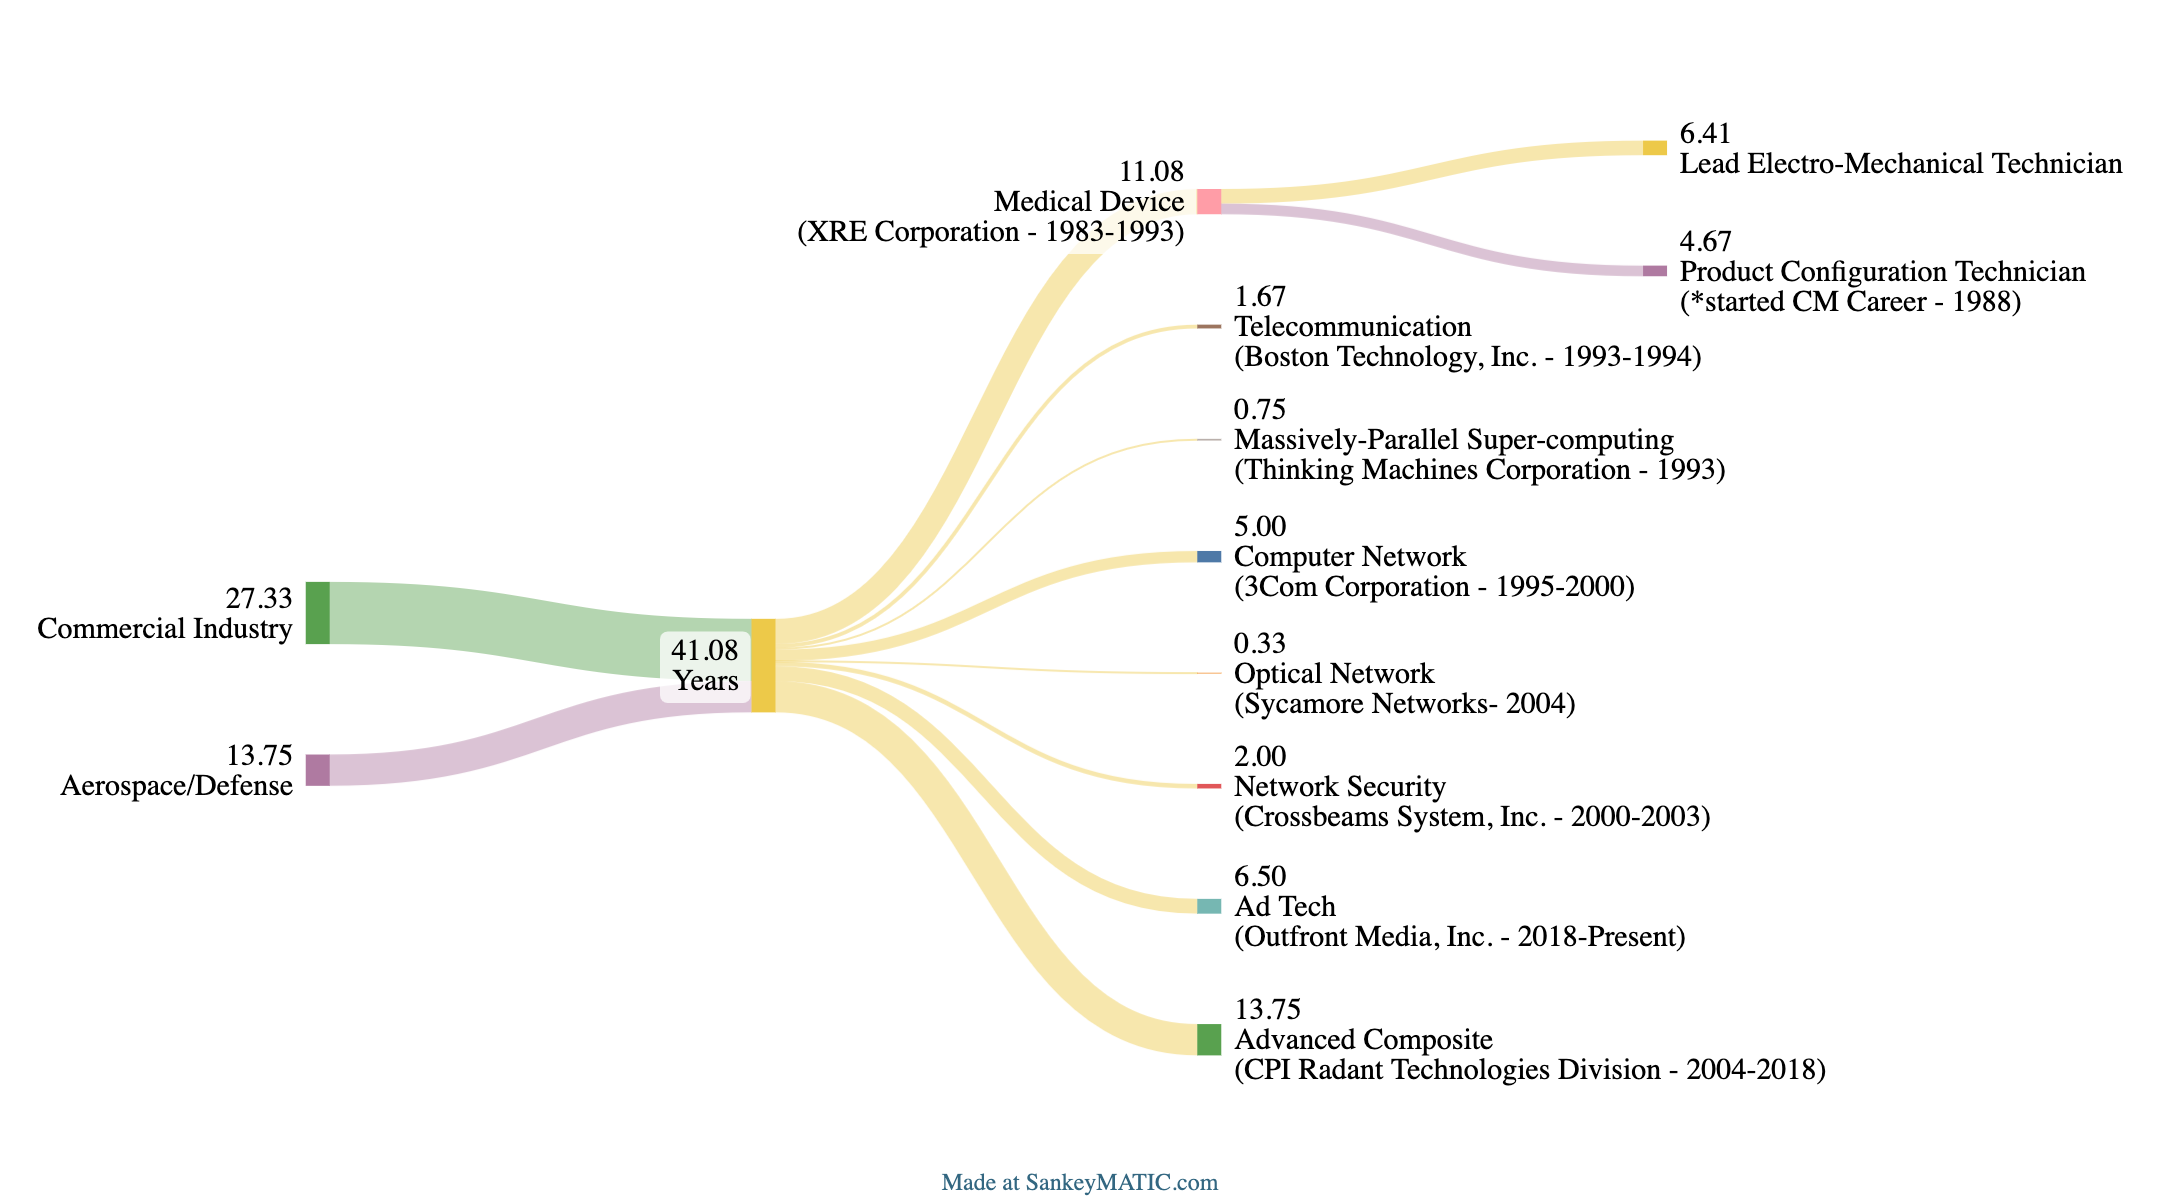 6.41
Lead Electro-Mechanical Technician
11.08
Medical Device
(XRE Corporation - 1983-1993)
4.67
Product Configuration Technician
(*started CM Career - 1988)
1.67
Telecommunication
(Boston Technology, Inc. - 1993-1994)
0.75
Massively-Parallel Super-computing
(Thinking Machines Corporation - 1993)
5.00
Computer Network
(3Com Corporation - 1995-2000)
27.33
Commercial Industry
41.08
Years
0.33
Optical Network
(Sycamore Networks- 2004)
13.75
Aerospace/Defense
2.00
Network Security
(Crossbeams System, Inc. - 2000-2003)
6.50
Ad Tech
(Outfront Media, Inc. - 2018-Present)
13.75
Advanced Composite
(CPI Radant Technologies Division - 2004-2018)
Made at SankeyMATIC.com